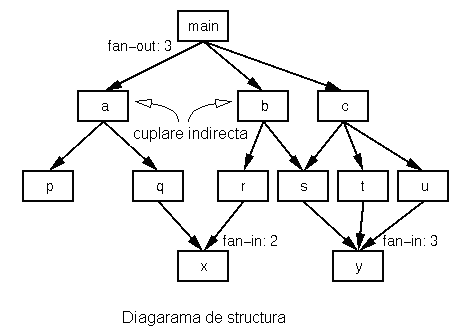 main
fan-out: 3
a
b
c
cuplare indirecta
p
q
r
s
t
u
fan-in: 2
fan-in: 3
x
y
Diagarama de structura